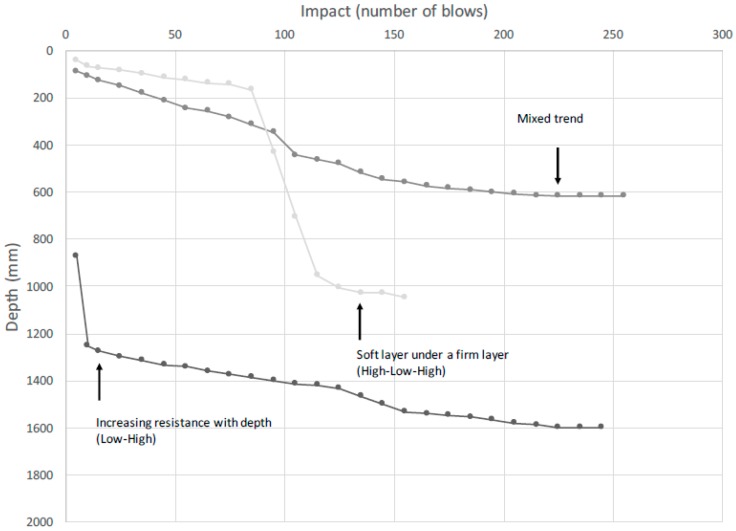 Impact (number of blows)
0 50 100 150 200 250 300
0
200
400
600
800
1000
1200
1400
1600
1800
2000
Depth (mm)
Mixed trend
Soft layer under a firm layer
(High-Low-High)
Increasing resistance with depth
(Low-High)